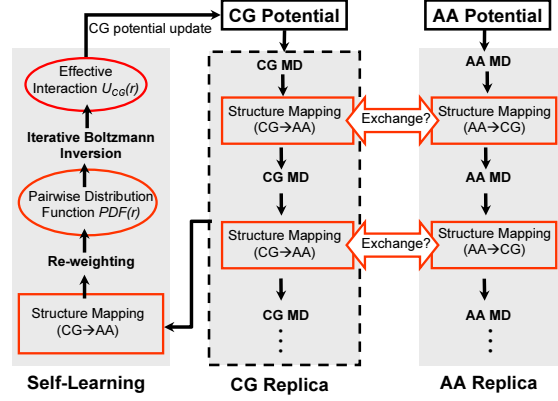 CG potential update
Effective
Interaction U_CG(r)
Iterative Boltzmann
Inversion
Pairwise Distribution
Function PDF(r)
Re-weighting
Structure Mapping
(CG→AA)
Self-Learning
CG Potential
CG MD
Structure Mapping
(CG→AA)
CG MD
Structure Mapping
(CG→AA)
CG MD
CG Replica
Exchange?
Exchange?
AA Potential
AA MD
Structure Mapping
(AA→CG)
AA MD
Structure Mapping
(AA→CG)
AA MD
AA Replica